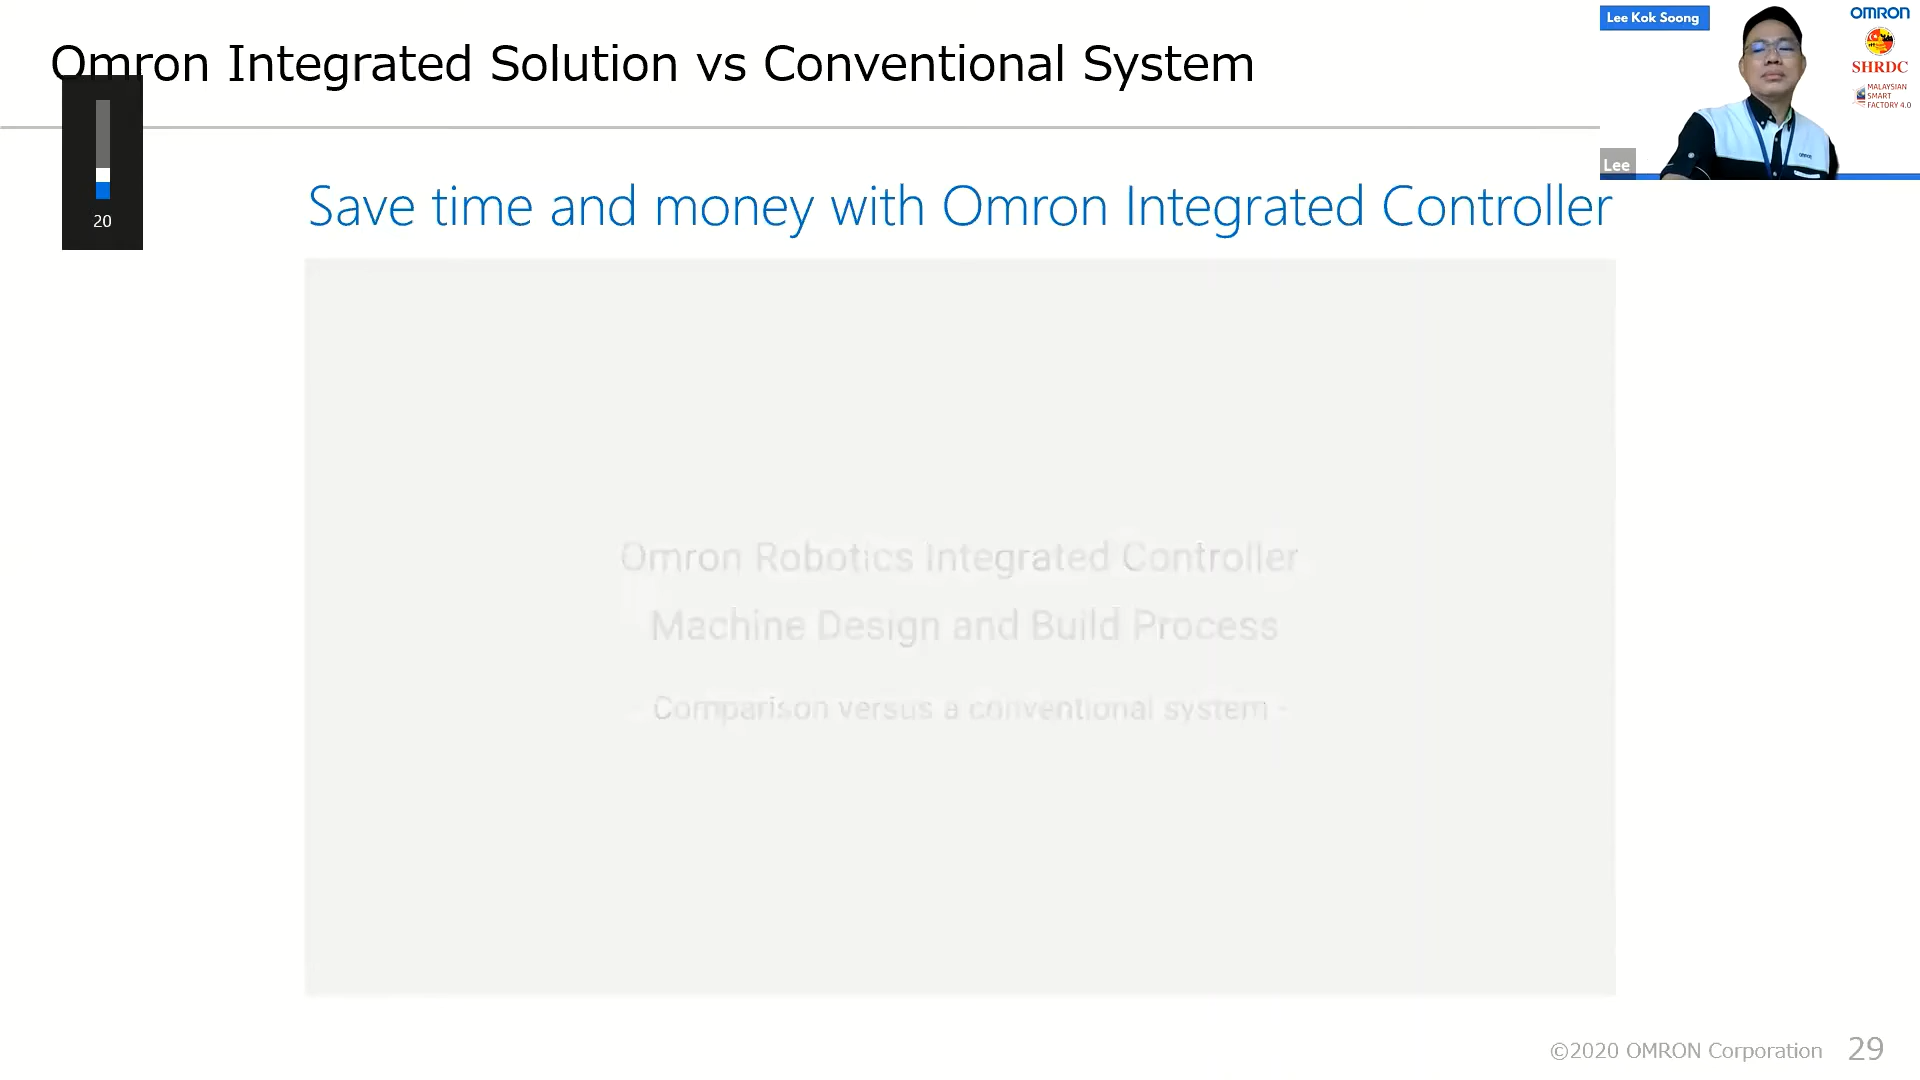 Omron Integrated Solution vs Conventional System
Lee Kok Soong
OMRON
SHRDC
MALAYSIAN
SMART
FACTORY 4.0
Lee
20
Save time and money with Omron Integrated Controller
Omron Robotics Integrated Controller
Machine Design and Build Process
- Comparison versus a conventional system -
©2020 OMRON Corporation
29